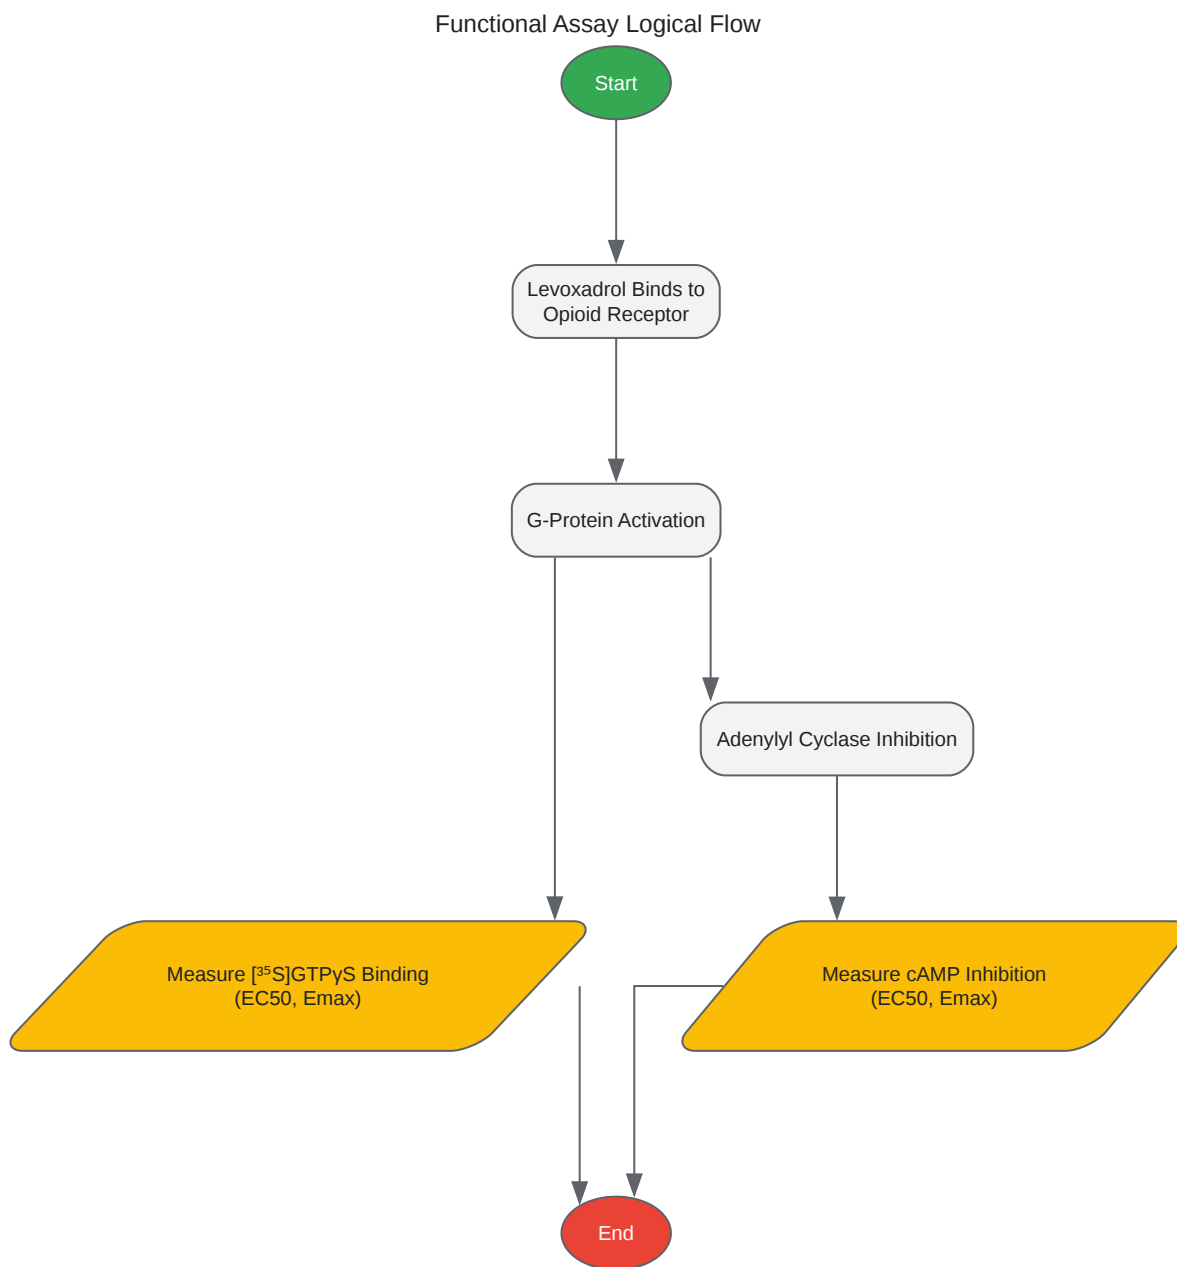 Functional Assay Logical Flow
Start
Levoxadrol Binds to
Opioid Receptor
G-Protein Activation
Adenylyl Cyclase Inhibition
Measure [³⁵S]GTPγS Binding
(EC50, Emax)
Measure cAMP Inhibition
(EC50, Emax)
End